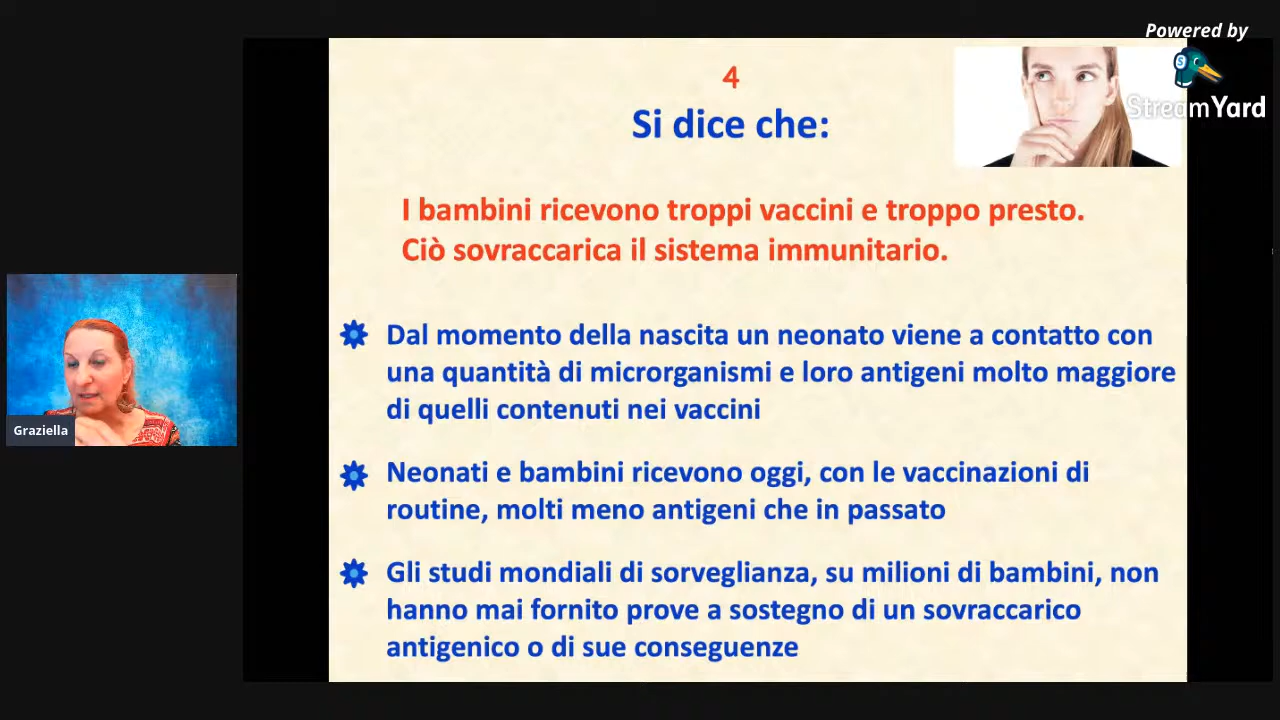 Powered by
StreamYard
4
Si dice che:
I bambini ricevono troppi vaccini e troppo presto.
Ciò sovraccarica il sistema immunitario.
Dal momento della nascita un neonato viene a contatto con
una quantità di microrganismi e loro antigeni molto maggiore
di quelli contenuti nei vaccini
Neonati e bambini ricevono oggi, con le vaccinazioni di
routine, molti meno antigeni che in passato
Gli studi mondiali di sorveglianza, su milioni di bambini, non
hanno mai fornito prove a sostegno di un sovraccarico
antigenico o di sue conseguenze
Graziella